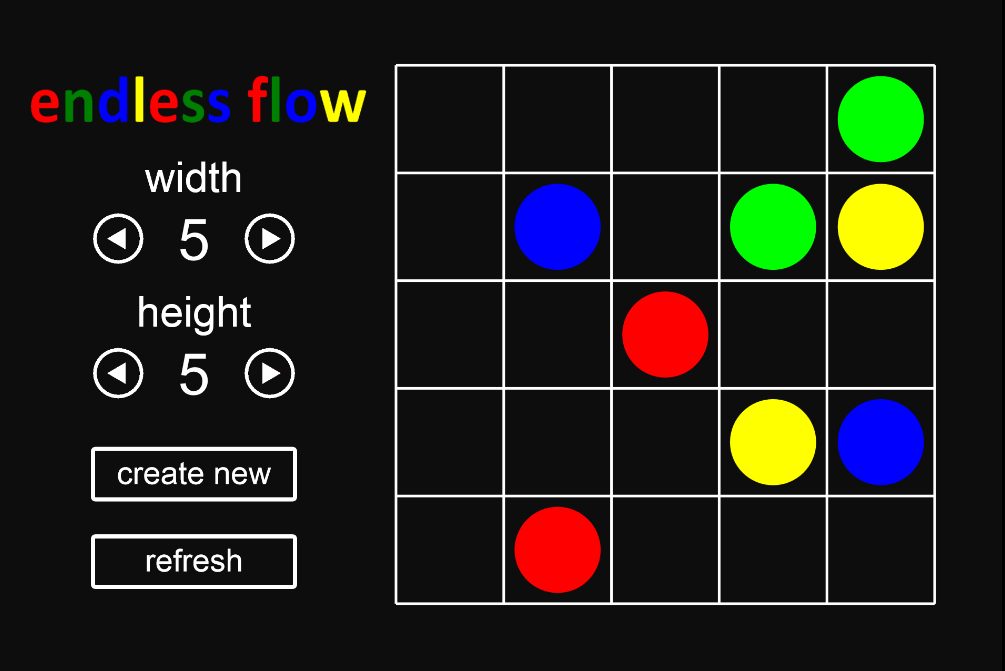 endless flow
width
5
height
5
create new
refresh